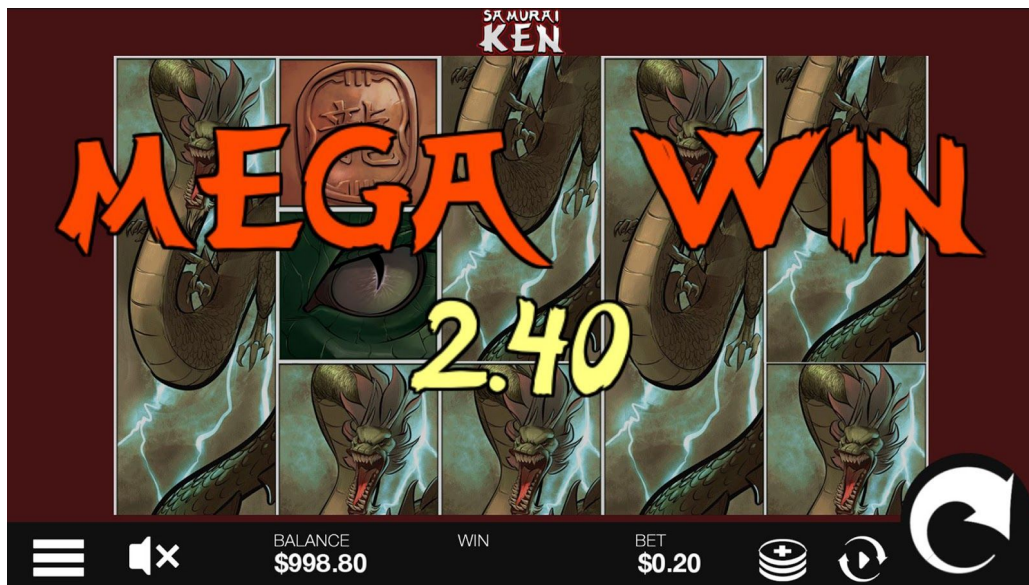 SAMURAI
KEN
MEGA WIN
2.40
BALANCE
$998.80
WIN
BET
$0.20